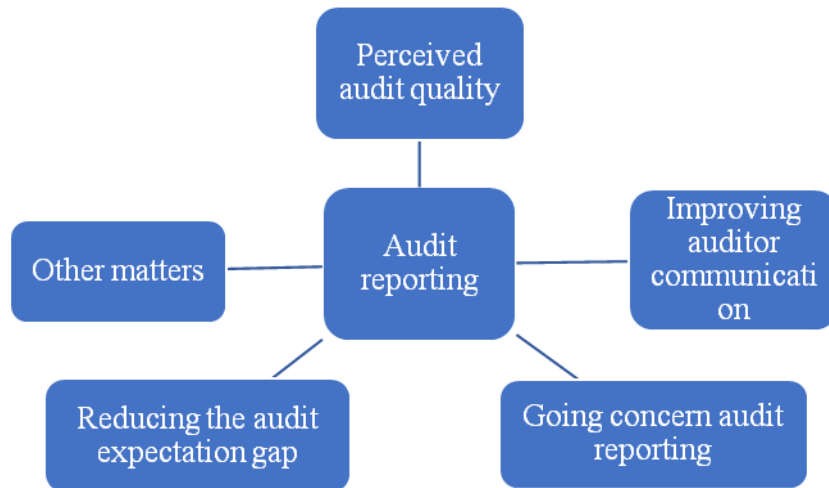 Perceived
audit quality
Improving
auditor
communicati
on
Audit
reporting
Other matters
Reducing the audit
expectation gap
Going concern audit
reporting